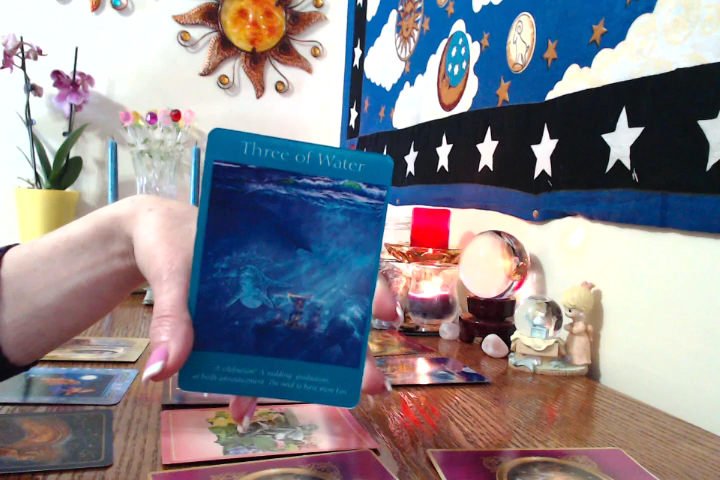 Three of Water
A celebration! A wedding, graduation,
or birth announcement. The need to have more fun.